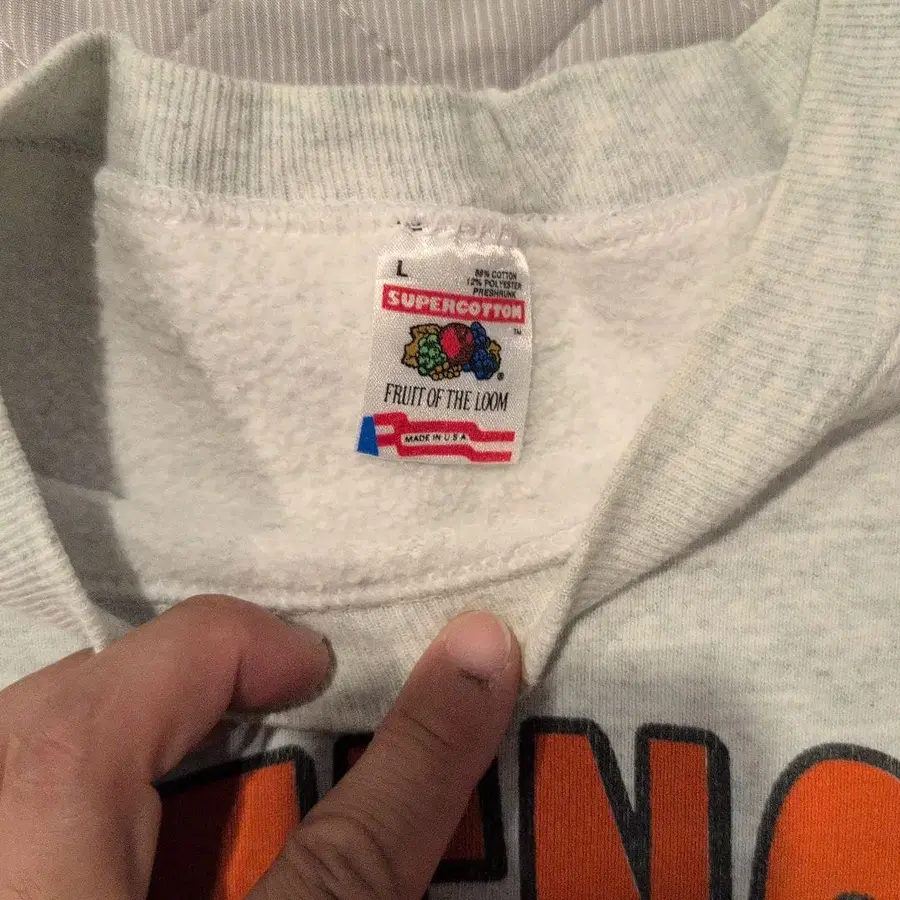 L
88% COTTON
12% POLYESTER
PRESHRUNK
SUPERCOTTON
TM
®
FRUIT OF THE LOOM
MADE IN U S A